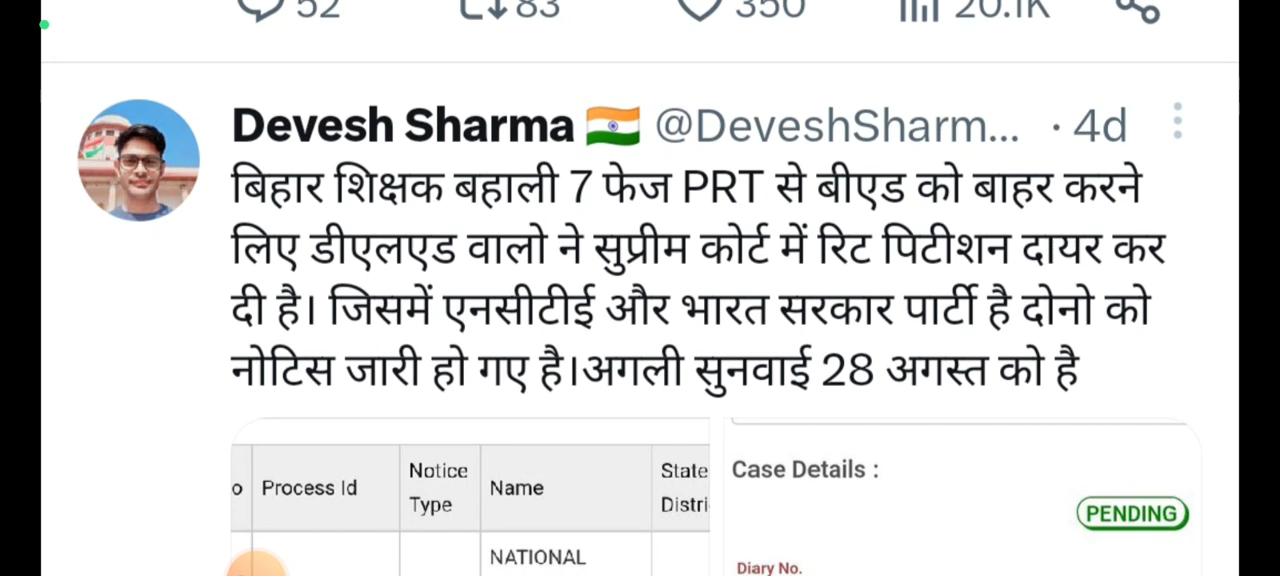 52 83 350 20.1K
Devesh Sharma 🇮🇳 @DeveshSharm... · 4d
बिहार शिक्षक बहाली 7 फेज PRT से बीएड को बाहर करने
लिए डीएलएड वालो ने सुप्रीम कोर्ट में रिट पिटीशन दायर कर
दी है। जिसमें एनसीटीई और भारत सरकार पार्टी है दोनो को
नोटिस जारी हो गए है।अगली सुनवाई 28 अगस्त को है
o Process Id Notice Type Name State Distri
NATIONAL
Case Details :
PENDING
Diary No.